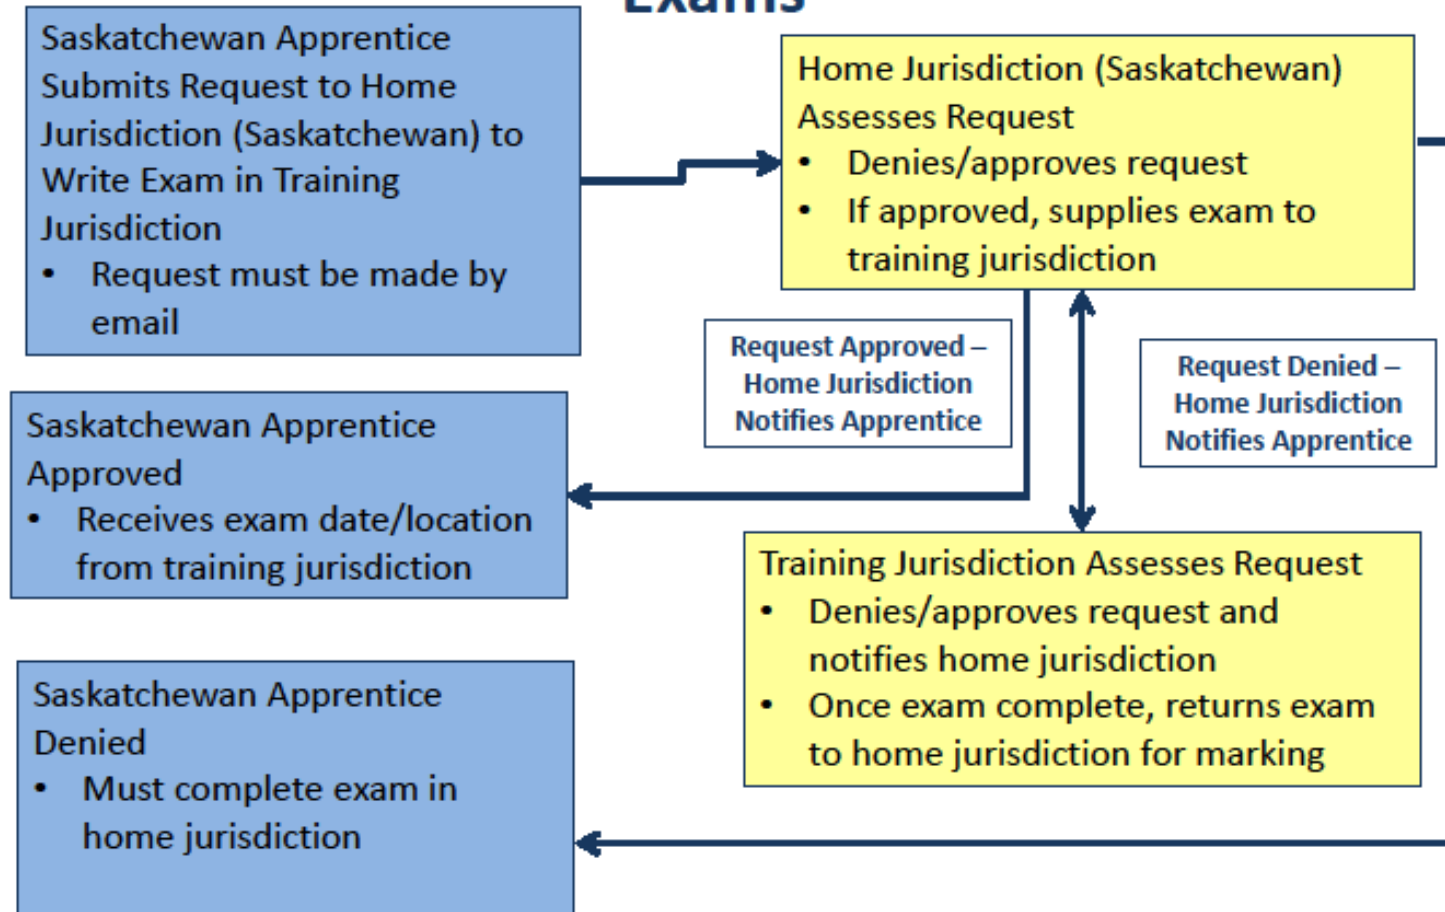 Exams
Saskatchewan Apprentice
Submits Request to Home
Jurisdiction (Saskatchewan) to
Write Exam in Training
Jurisdiction
• Request must be made by
email
Home Jurisdiction (Saskatchewan)
Assesses Request
• Denies/approves request
• If approved, supplies exam to
training jurisdiction
Request Approved –
Home Jurisdiction
Notifies Apprentice
Request Denied –
Home Jurisdiction
Notifies Apprentice
Saskatchewan Apprentice
Approved
• Receives exam date/location
from training jurisdiction
Training Jurisdiction Assesses Request
• Denies/approves request and
notifies home jurisdiction
• Once exam complete, returns exam
to home jurisdiction for marking
Saskatchewan Apprentice
Denied
• Must complete exam in
home jurisdiction